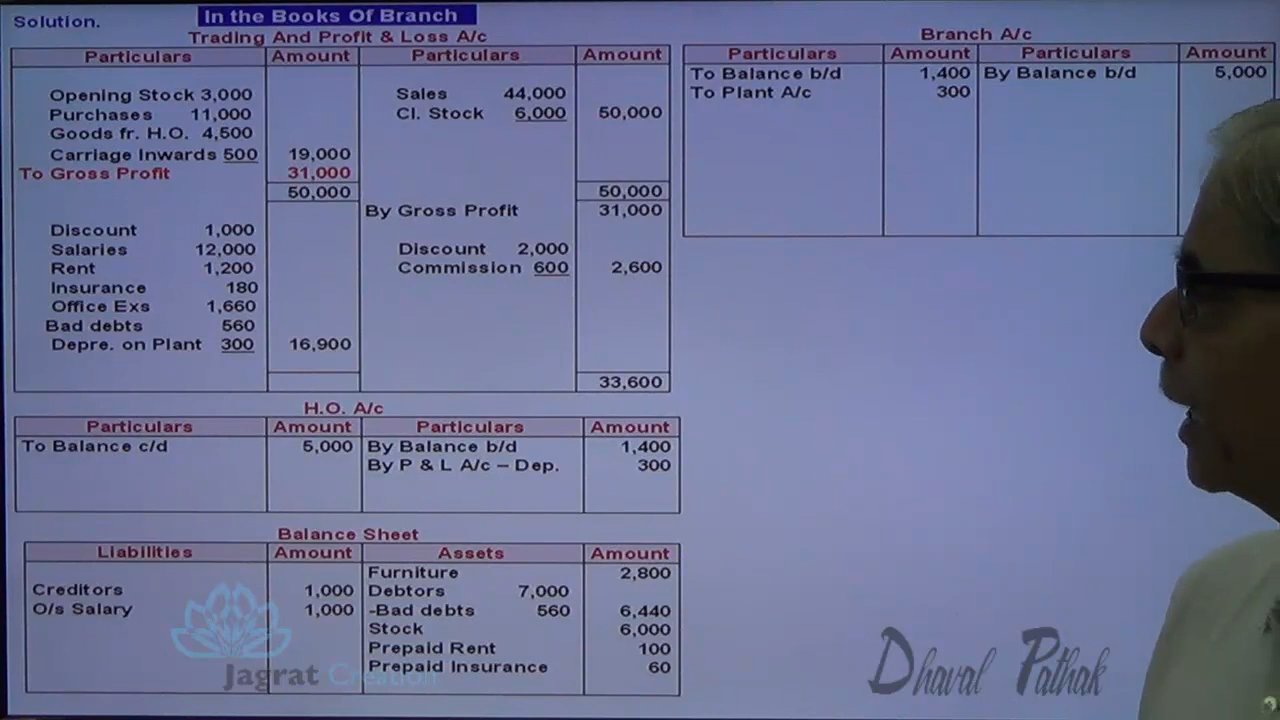 Solution.
In the Books Of Branch
Trading And Profit & Loss A/c
Particulars Amount Particulars Amount
Opening Stock 3,000 Sales 44,000
Purchases 11,000 Cl. Stock 6,000 50,000
Goods fr. H.O. 4,500
Carriage Inwards 500 19,000
To Gross Profit 31,000
50,000 50,000
By Gross Profit 31,000
Discount 1,000
Salaries 12,000 Discount 2,000
Rent 1,200 Commission 600 2,600
Insurance 180
Office Exs 1,660
Bad debts 560
Depre. on Plant 300 16,900
33,600
H.O. A/c
Particulars Amount Particulars Amount
To Balance c/d 5,000 By Balance b/d 1,400
By P & L A/c – Dep. 300
Balance Sheet
Liabilities Amount Assets Amount
Furniture 2,800
Creditors 1,000 Debtors 7,000
O/s Salary 1,000 -Bad debts 560 6,440
Stock 6,000
Prepaid Rent 100
Prepaid Insurance 60
Branch A/c
Particulars Amount Particulars Amount
To Balance b/d 1,400 By Balance b/d 5,000
To Plant A/c 300
Jagrat Creation
Dhaval Pathak